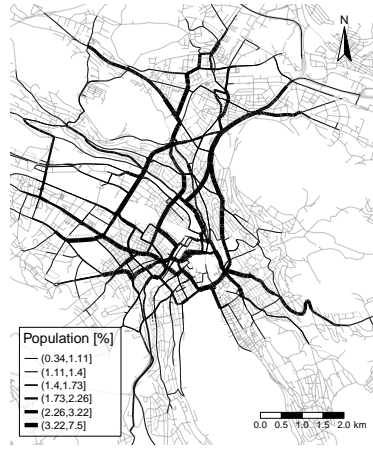 N
Population [%]
(0.34,1.11]
(1.11,1.4]
(1.4,1.73]
(1.73,2.26]
(2.26,3.22]
(3.22,7.5]
0.0 0.5 1.0 1.5 2.0 km